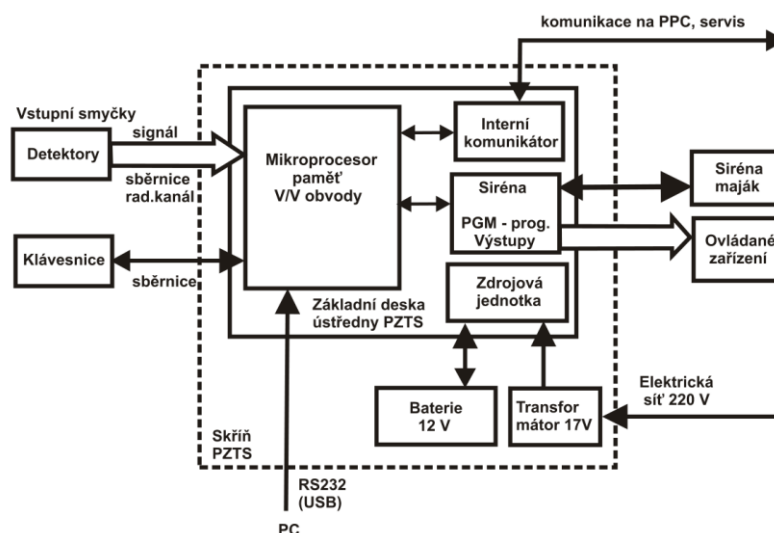 komunikace na PPC, servis
Vstupní smyčky
signál
Detektory
sběrnice
rad.kanál
Klávesnice
sběrnice
Mikroprocesor
paměť
V/V obvody
Interní
komunikátor
Siréna
PGM - prog.
Výstupy
Siréna
maják
Ovládané
zařízení
Zdrojová
jednotka
Základní deska
ústředny PZTS
Baterie
12 V
Transfor
mátor 17V
Elektrická
síť 220 V
Skříň
PZTS
RS232
(USB)
PC